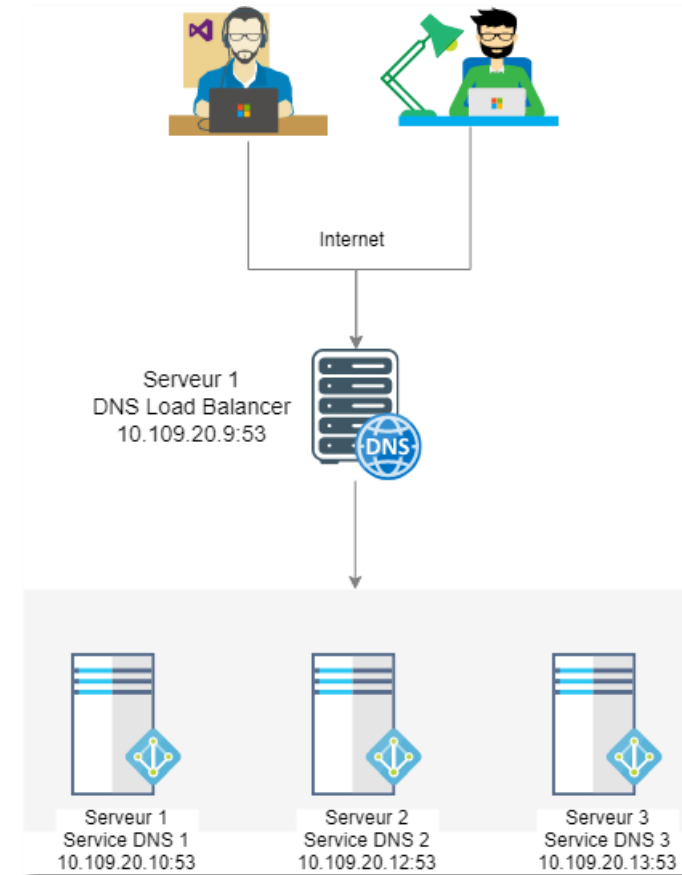 Internet
Serveur 1
DNS Load Balancer
10.109.20.9:53
DNS
Serveur 1
Service DNS 1
10.109.20.10:53
Serveur 2
Service DNS 2
10.109.20.12:53
Serveur 3
Service DNS 3
10.109.20.13:53